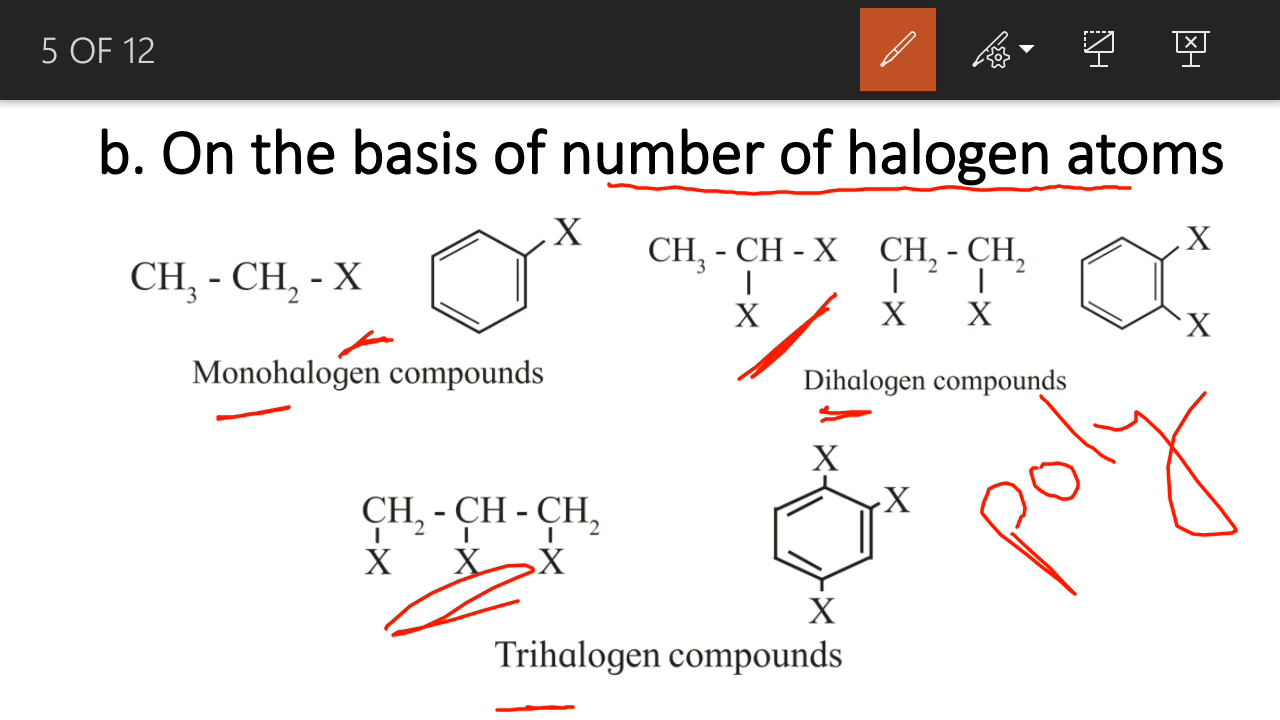 5 OF 12
b. On the basis of number of halogen atoms
CH₃ - CH₂ - X
X
CH₃ - CH - X
X
CH₂ - CH₂
X X
X
X
Monohalogen compounds
Dihalogen compounds
poly
CH₂ - CH - CH₂
X X X
X
X
X
Trihalogen compounds